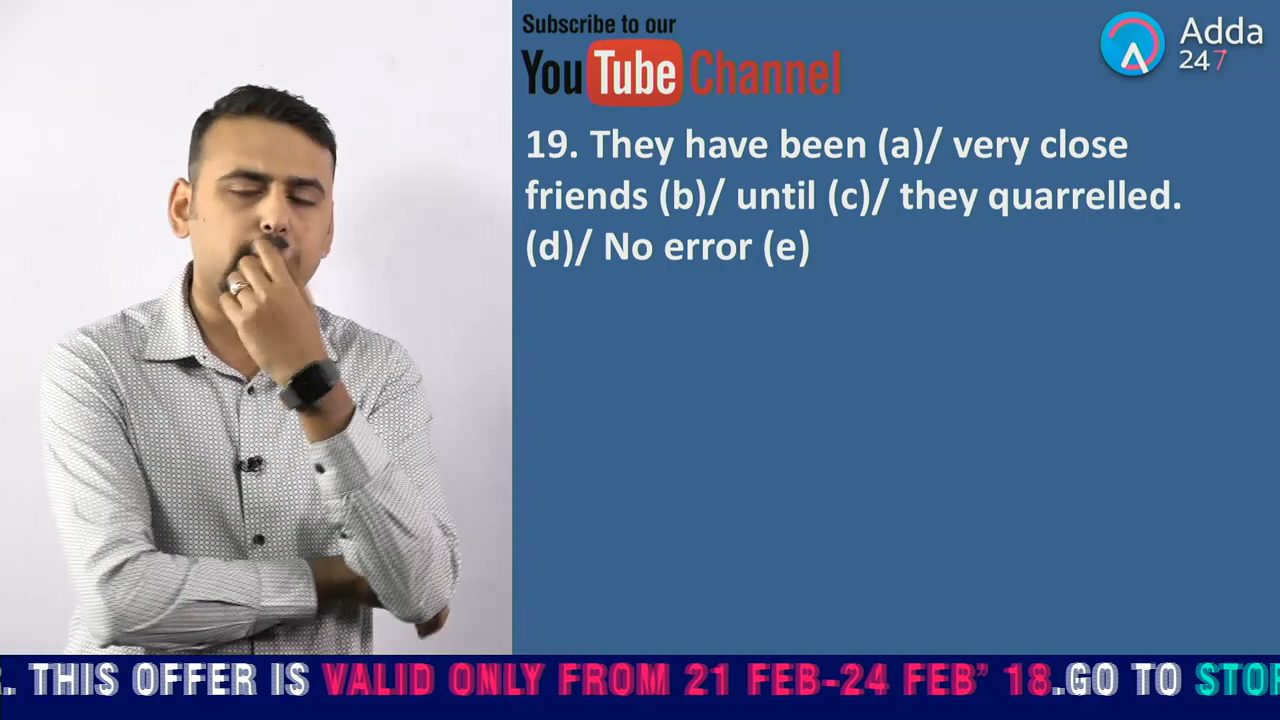 Subscribe to our
YouTube Channel
Adda
247
19. They have been (a)/ very close
friends (b)/ until (c)/ they quarrelled.
(d)/ No error (e)
. THIS OFFER IS VALID ONLY FROM 21 FEB-24 FEB” 18.GO TO